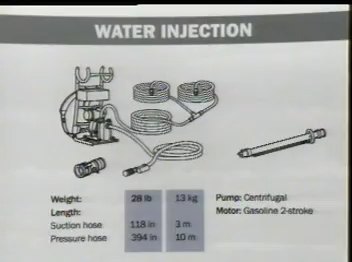 WATER INJECTION
Weight: 28 lb 13 kg Pump: Centrifugal
Length: Motor: Gasoline 2-stroke
Suction hose 118 in 3 m
Pressure hose 394 in 10 m